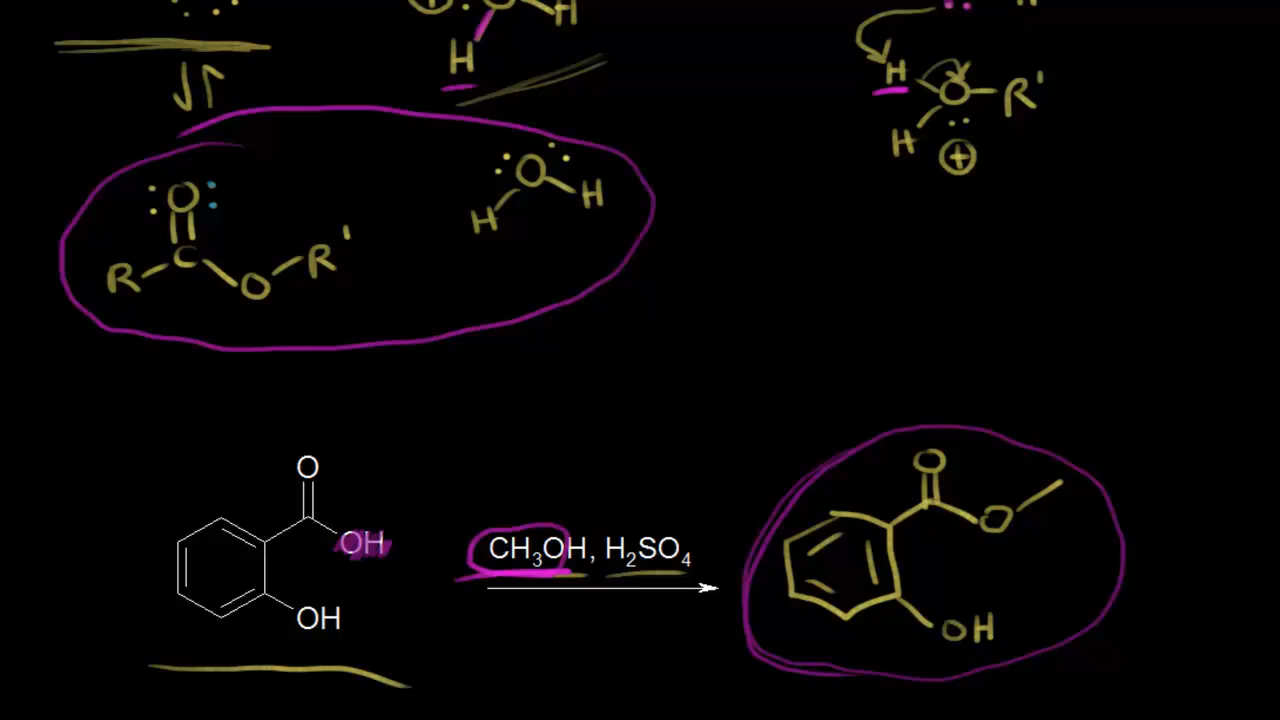 ⊕ H
H
H O R'
H
⊕
O O
H H
R C O R'
O
OH
CH₃OH, H₂SO₄
OH
O
O
OH